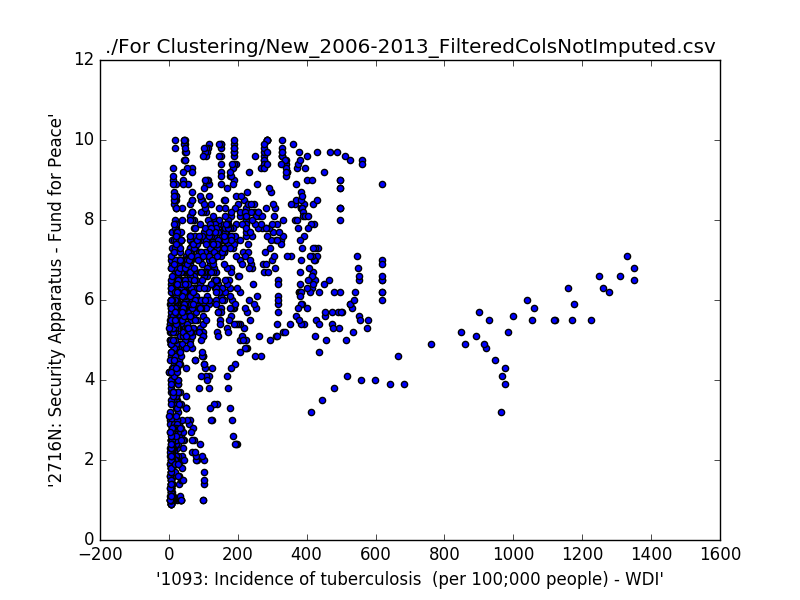 ./For Clustering/New_2006-2013_FilteredColsNotImputed.csv
12
10
8
6
4
2
0
'2716N: Security Apparatus - Fund for Peace'
−200 0 200 400 600 800 1000 1200 1400 1600
'1093: Incidence of tuberculosis  (per 100;000 people) - WDI'